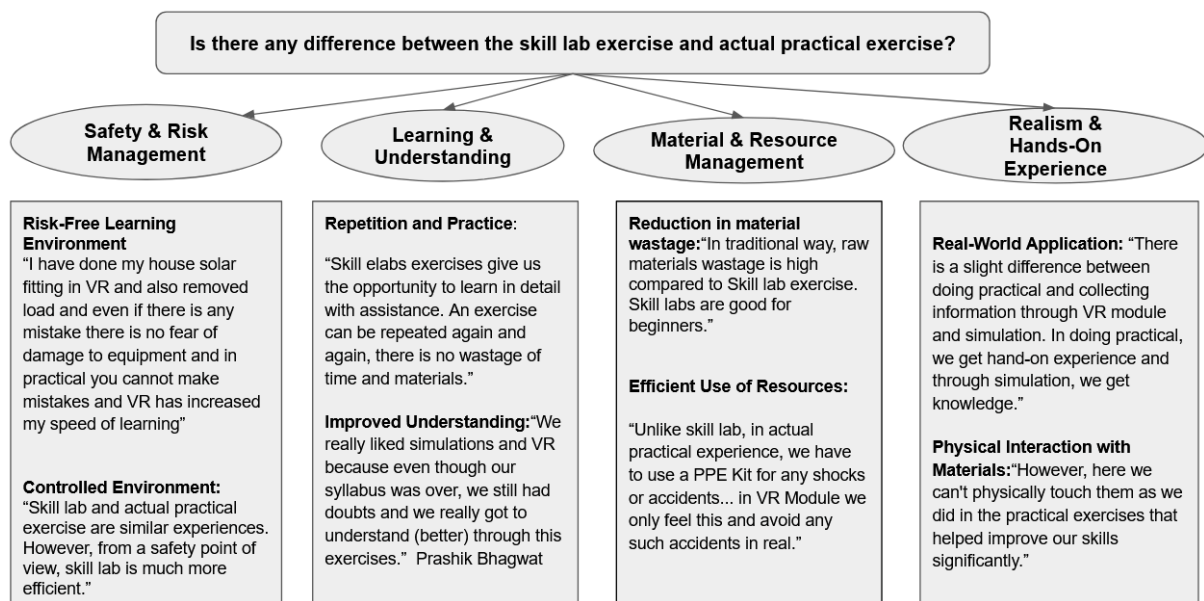 Is there any difference between the skill lab exercise and actual practical exercise?
Safety & Risk
Management
Learning &
Understanding
Material & Resource
Management
Realism &
Hands-On
Experience
Risk-Free Learning
Environment
“I have done my house solar
fitting in VR and also removed
load and even if there is any
mistake there is no fear of
damage to equipment and in
practical you cannot make
mistakes and VR has increased
my speed of learning”
Controlled Environment:
“Skill lab and actual practical
exercise are similar experiences.
However, from a safety point of
view, skill lab is much more
efficient.”
Repetition and Practice:
“Skill elabs exercises give us
the opportunity to learn in detail
with assistance. An exercise
can be repeated again and
again, there is no wastage of
time and materials.”
Improved Understanding:“We
really liked simulations and VR
because even though our
syllabus was over, we still had
doubts and we really got to
understand (better) through this
exercises.” Prashik Bhagwat
Reduction in material
wastage:“In traditional way, raw
materials wastage is high
compared to Skill lab exercise.
Skill labs are good for
beginners.”
Efficient Use of Resources:
“Unlike skill lab, in actual
practical experience, we have
to use a PPE Kit for any shocks
or accidents... in VR Module we
only feel this and avoid any
such accidents in real.”
Real-World Application: “There
is a slight difference between
doing practical and collecting
information through VR module
and simulation. In doing practical,
we get hand-on experience and
through simulation, we get
knowledge.”
Physical Interaction with
Materials:“However, here we
can't physically touch them as we
did in the practical exercises that
helped improve our skills
significantly.”